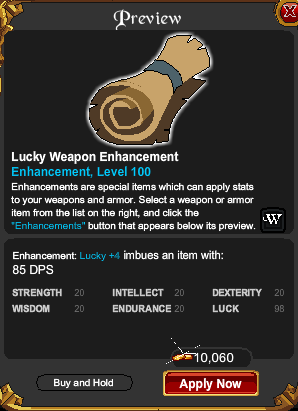 Preview
Lucky Weapon Enhancement
Enhancement, Level 100
Enhancements are special items which can apply stats
to your weapons and armor. Select a weapon or armor
item from the list on the right, and click the
"Enhancements" button that appears below its preview.
W
Enhancement: Lucky +4 imbues an item with:
85 DPS
STRENGTH 20 INTELLECT 20 DEXTERITY 20
WISDOM 20 ENDURANCE 20 LUCK 98
10,060
Buy and Hold
Apply Now